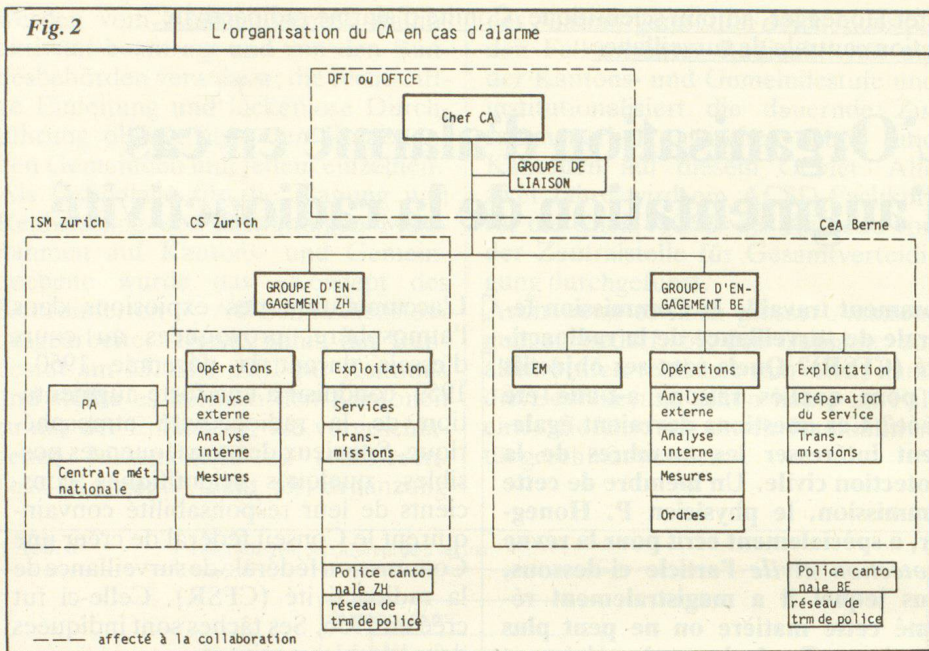 Fig. 2
L'organisation du CA en cas d'alarme
DFI ou DFTCE
Chef CA
GROUPE DE
LIAISON
ISM Zurich
CS Zurich
CeA Berne
GROUPE D'EN-
GAGEMENT ZH
GROUPE D'EN-
GAGEMENT BE
PA
Centrale mét.
nationale
Opérations
Analyse
externe
Analyse
interne
Mesures
Exploitation
Services
Trans-
missions
EM
Opérations
Analyse
externe
Analyse
interne
Mesures
Ordres
Exploitation
Préparation
du service
Trans-
missions
Police canto-
nale ZH
réseau de
trm de police
Police canto-
nale BE
réseau de
trm de police
affecté à la collaboration